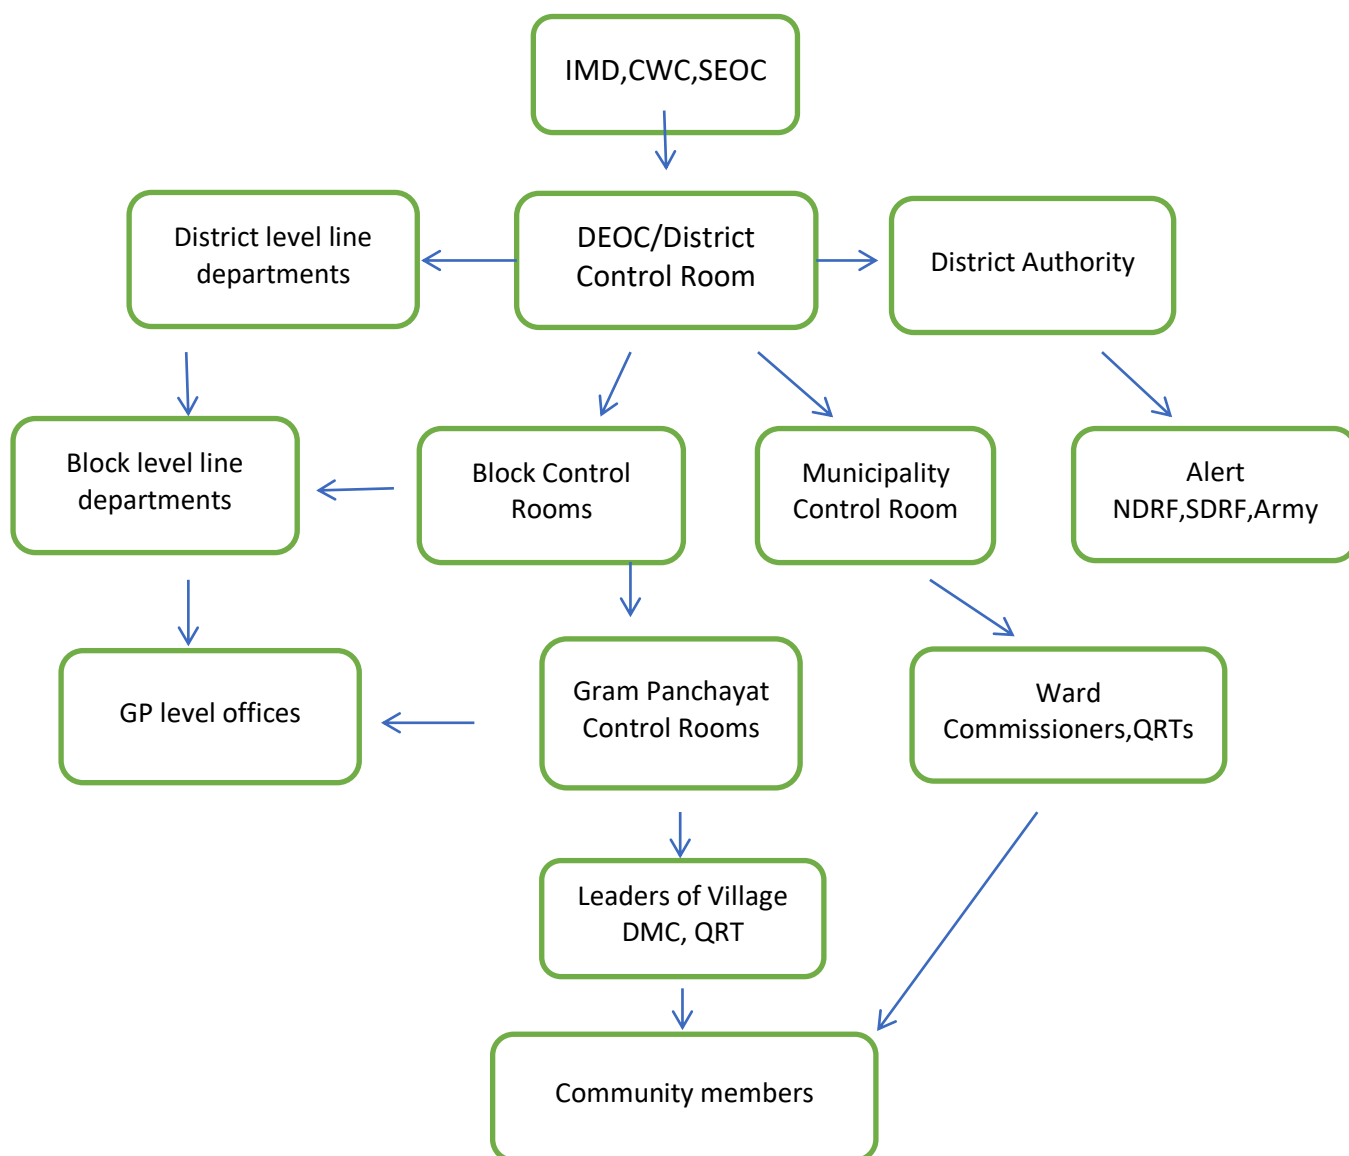 IMD,CWC,SEOC
District level line
departments
DEOC/District
Control Room
District Authority
Block level line
departments
Block Control
Rooms
Municipality
Control Room
Alert
NDRF,SDRF,Army
GP level offices
Gram Panchayat
Control Rooms
Ward
Commissioners,QRTs
Leaders of Village
DMC, QRT
Community members